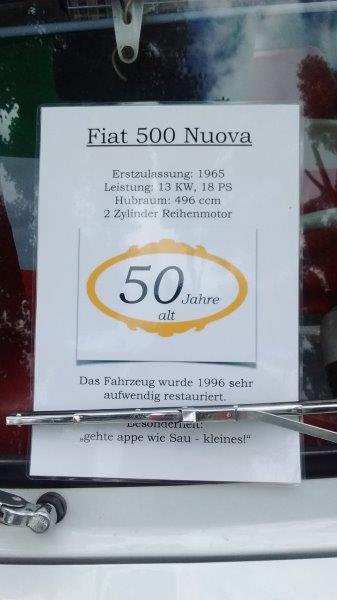 Fiat 500 Nuova
Erstzulassung: 1965
Leistung: 13 KW, 18 PS
Hubraum: 496 ccm
2 Zylinder Reihenmotor
50 Jahre
alt
Das Fahrzeug wurde 1996 sehr
aufwendig restauriert.
Besonderheit:
„gehte appe wie Sau - kleines!“